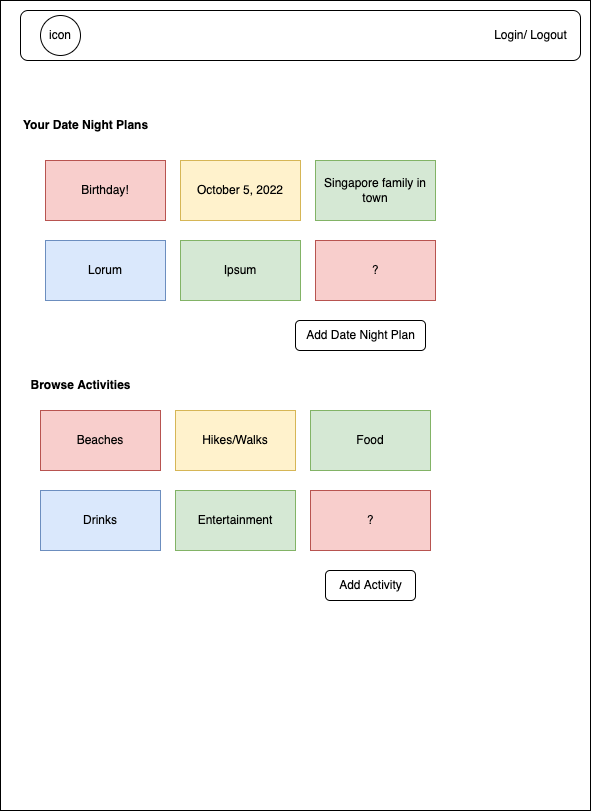 icon
Login/ Logout
Your Date Night Plans
Birthday!
October 5, 2022
Singapore family in
town
Lorum
Ipsum
?
Add Date Night Plan
Browse Activities
Beaches
Hikes/Walks
Food
Drinks
Entertainment
?
Add Activity